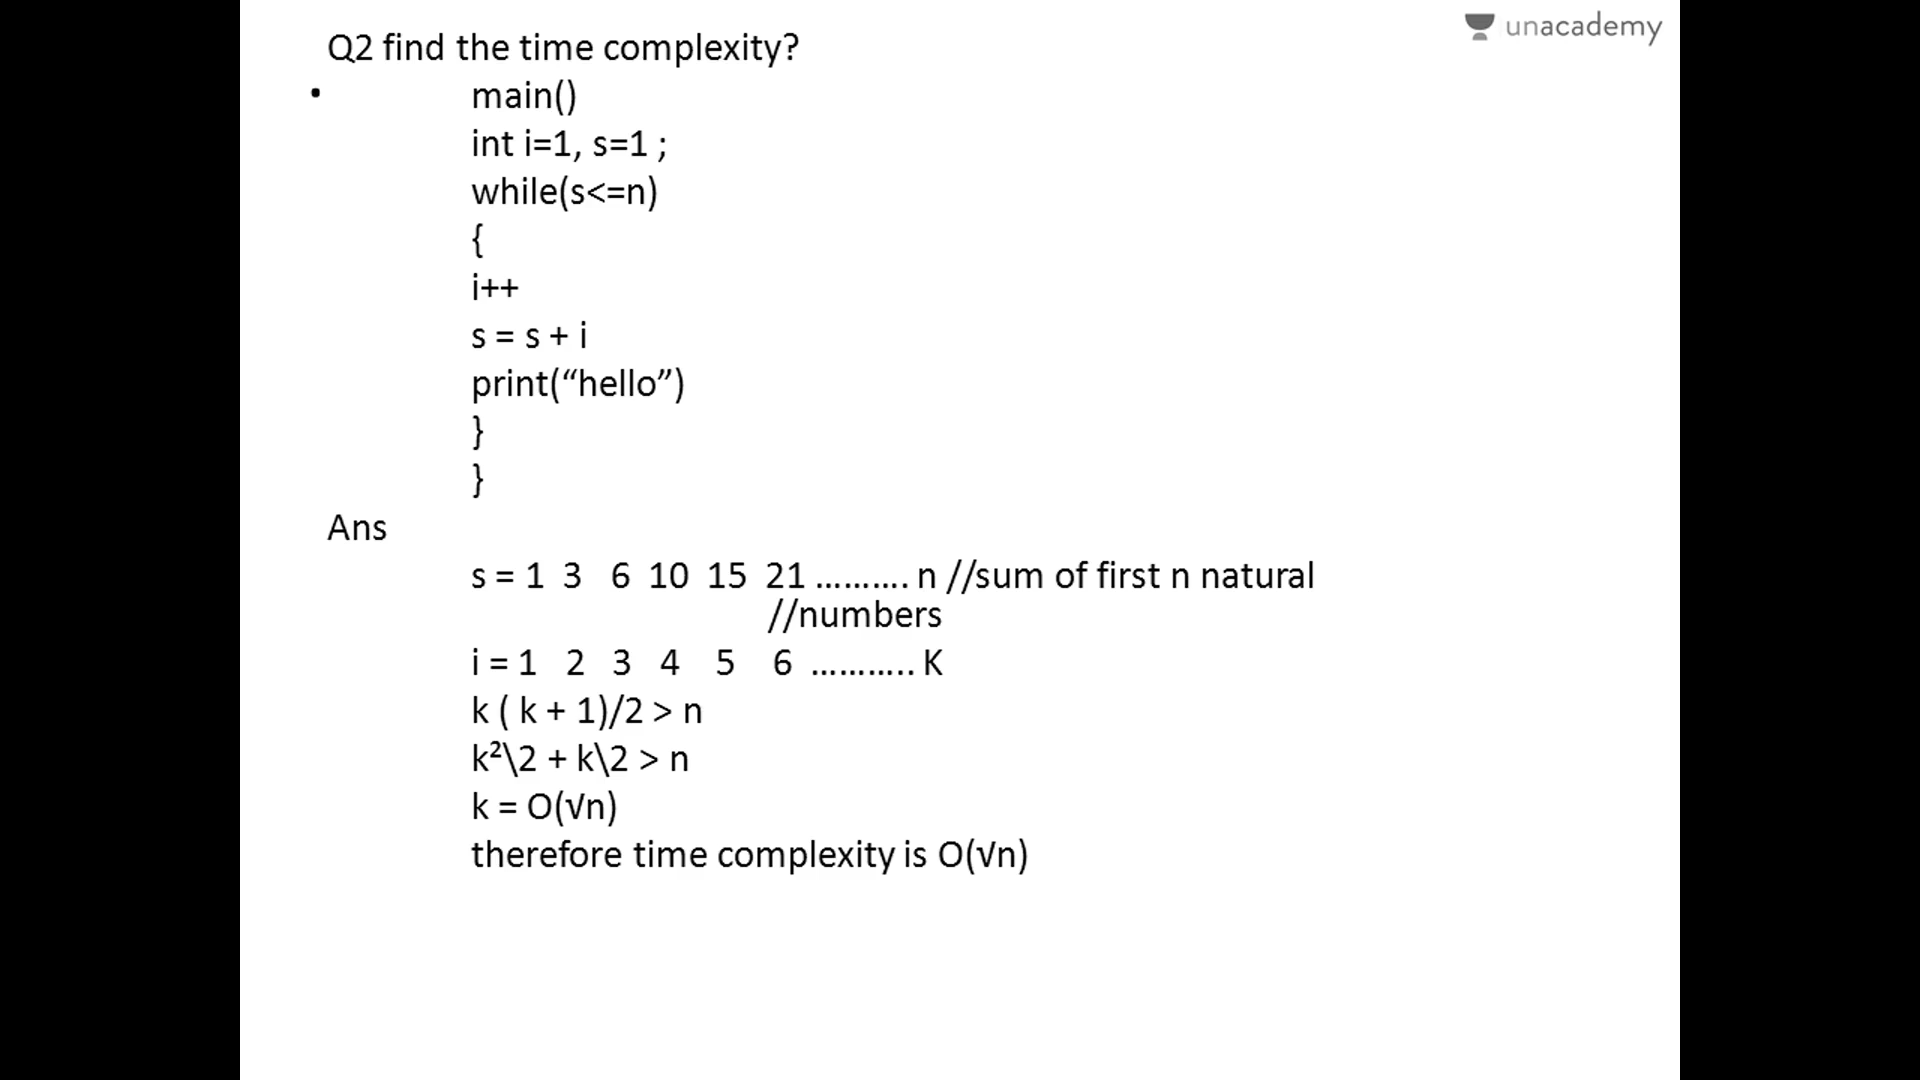 unacademy
Q2 find the time complexity?
• main()
int i=1, s=1 ;
while(s<=n)
{
i++
s = s + i
print(“hello”)
}
}
Ans
s = 1 3 6 10 15 21 .......... n //sum of first n natural
//numbers
i = 1 2 3 4 5 6 ........... K
k ( k + 1)/2 > n
k²\2 + k\2 > n
k = O(√n)
therefore time complexity is O(√n)